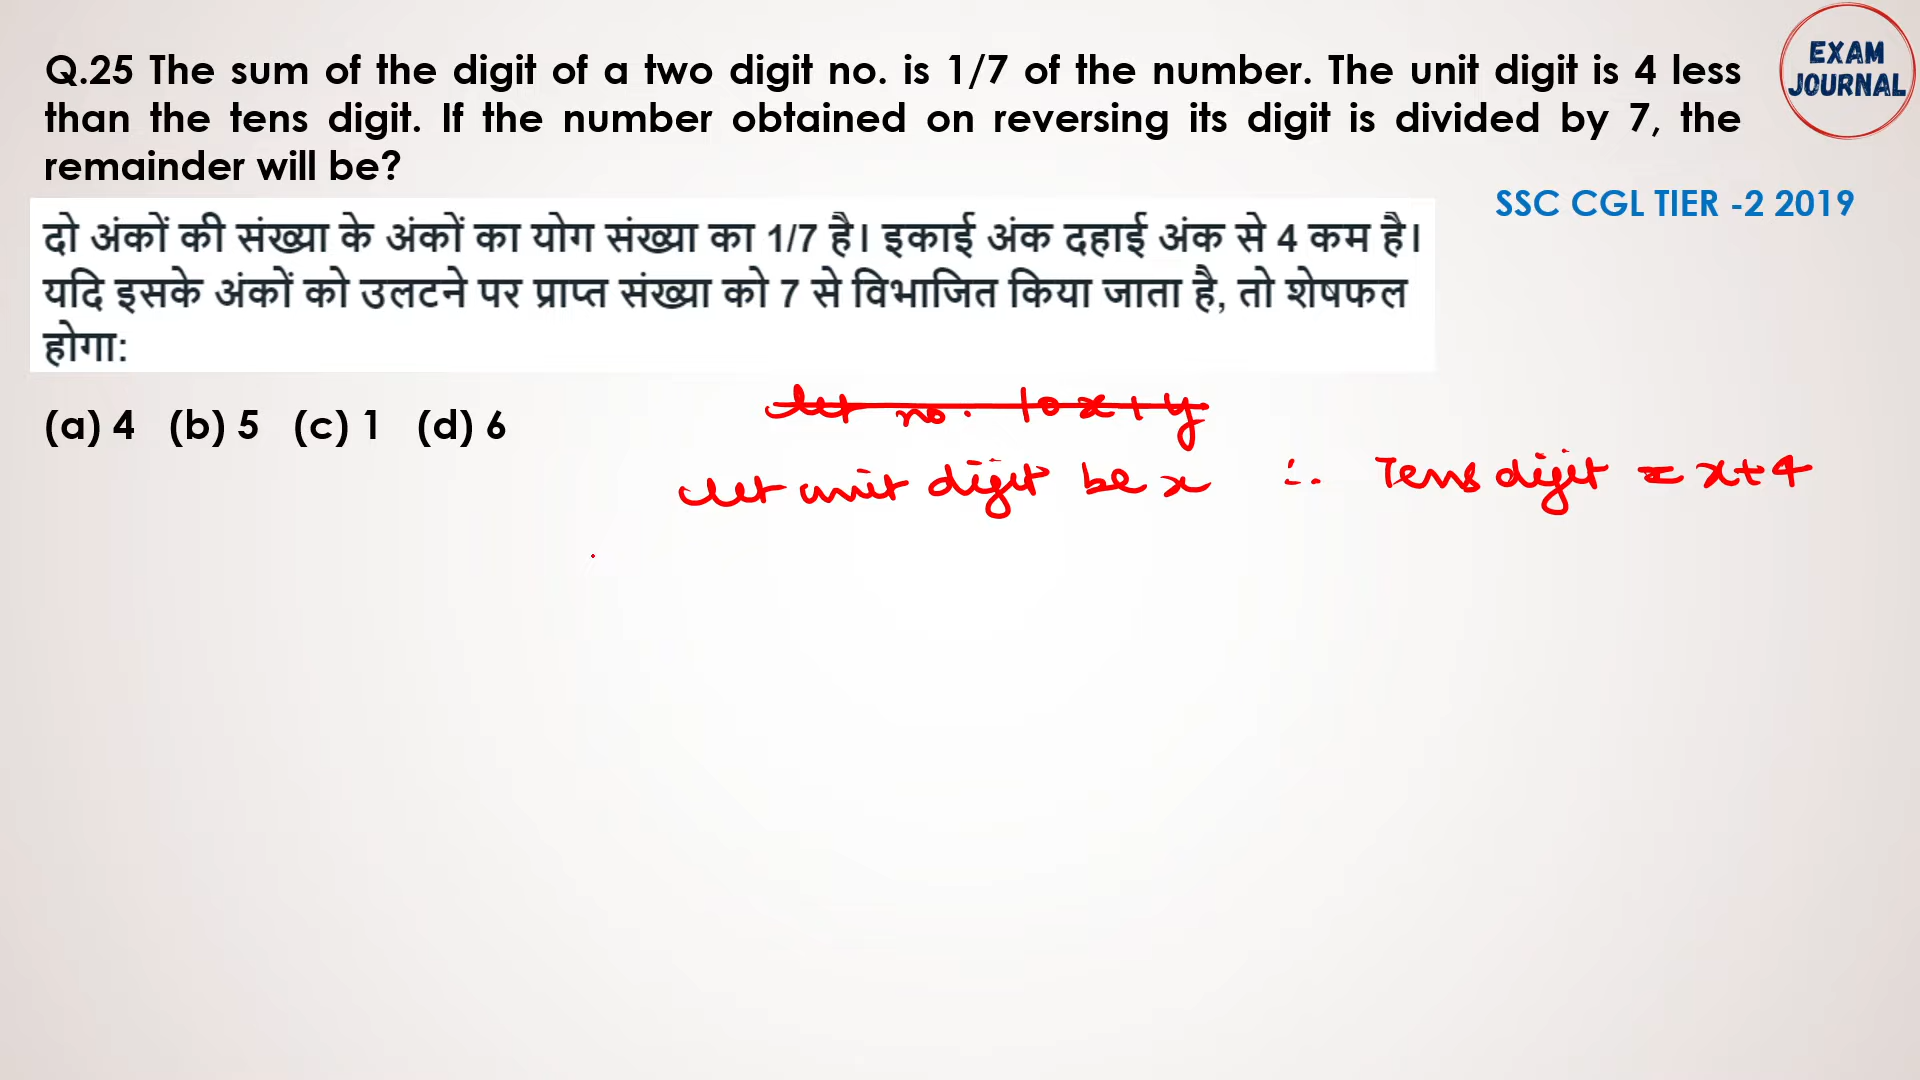 Q.25 The sum of the digit of a two digit no. is 1/7 of the number. The unit digit is 4 less
than the tens digit. If the number obtained on reversing its digit is divided by 7, the
remainder will be?
EXAM
JOURNAL
SSC CGL TIER -2 2019
दो अंकों की संख्या के अंकों का योग संख्या का 1/7 है। इकाई अंक दहाई अंक से 4 कम है।
यदि इसके अंकों को उलटने पर प्राप्त संख्या को 7 से विभाजित किया जाता है, तो शेषफल
होगा:
(a) 4 (b) 5 (c) 1 (d) 6
let no. 10x+y
let unit digit be x ∴ Tens digit = x+4